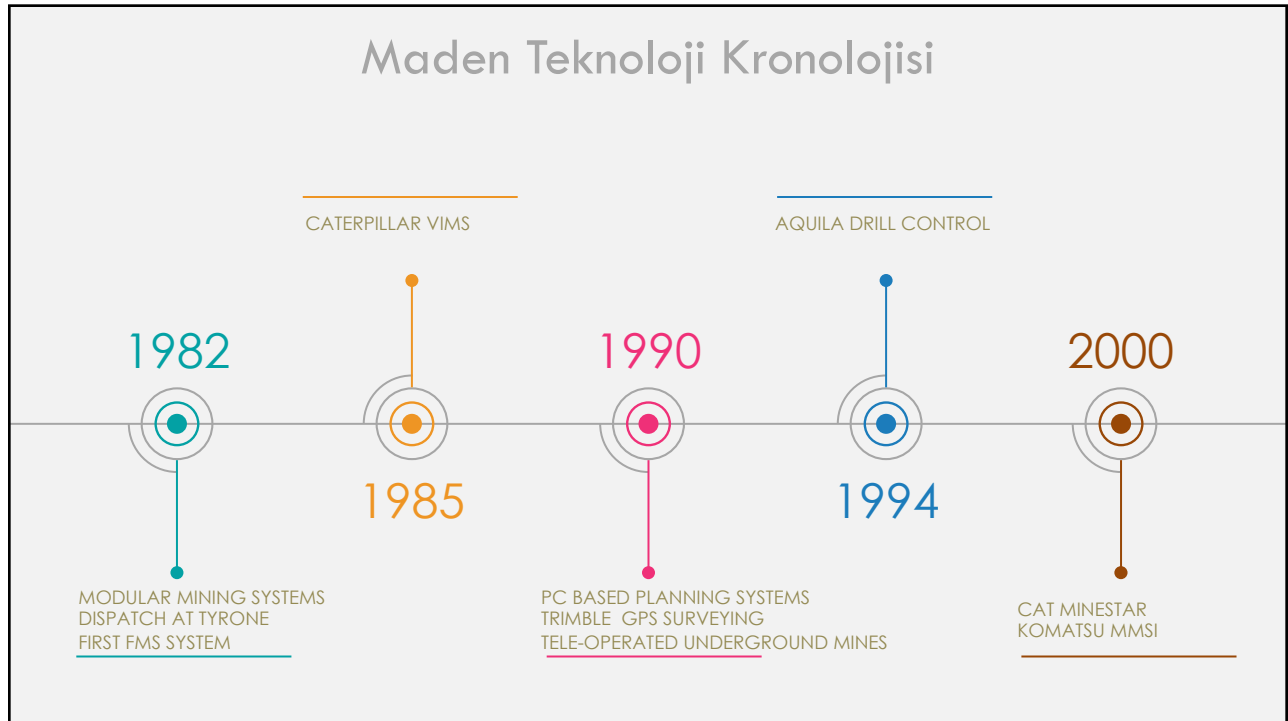 Maden Teknoloji Kronolojisi
CATERPILLAR VIMS
AQUILA DRILL CONTROL
1982
1990
2000
1985
1994
MODULAR MINING SYSTEMS
DISPATCH AT TYRONE
FIRST FMS SYSTEM
PC BASED PLANNING SYSTEMS
TRIMBLE GPS SURVEYING
TELE-OPERATED UNDERGROUND MINES
CAT MINESTAR
KOMATSU MMSI